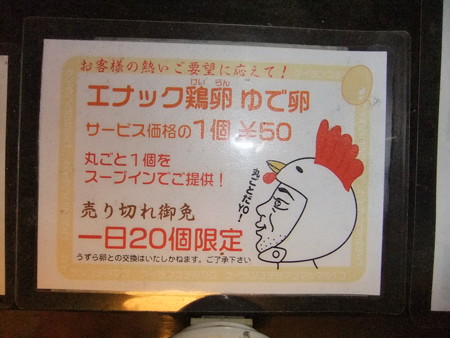 お客様の熱いご要望に応えて！
エナック鶏卵 ゆで卵
けいらん
サービス価格の1個 ¥50
丸ごと1個を
スープインでご提供！
丸ごとだYO！
売り切れ御免
一日20個限定
うずら卵との交換はいたしかねます。ご了承下さい